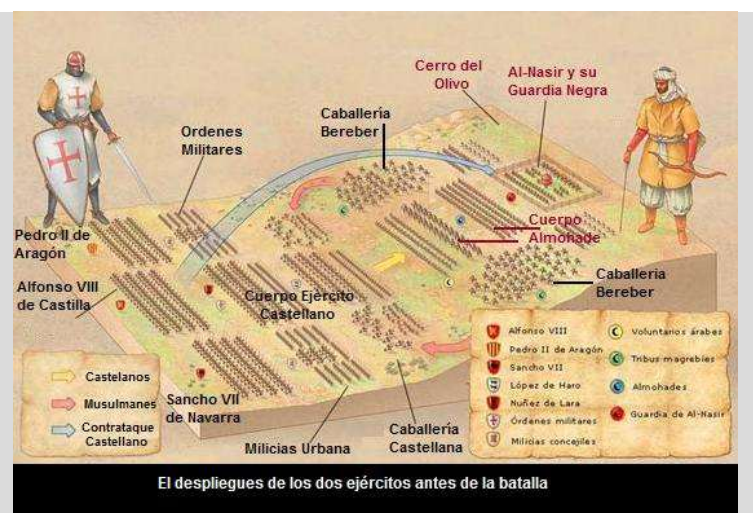 Cerro del
Olivo
Al-Nasir y su
Guardia Negra
Caballería
Bereber
Ordenes
Militares
Pedro II de
Aragón
Alfonso VIII
de Castilla
Cuerpo Ejército
Castellano
Cuerpo
Almohade
Caballeria
Bereber
Sancho VII
de Navarra
Milicias Urbana
Caballería
Castellana
Castelanos
Musulmanes
Contrataque
Castellano
Alfonso VIII
Pedro II de Aragón
Sancho VII
López de Haro
Nuñez de Lara
Órdenes militares
Milicias concejiles
Voluntarios árabes
Tribus magrebíes
Almohades
Guardia de Al-Nasir
El despliegues de los dos ejércitos antes de la batalla